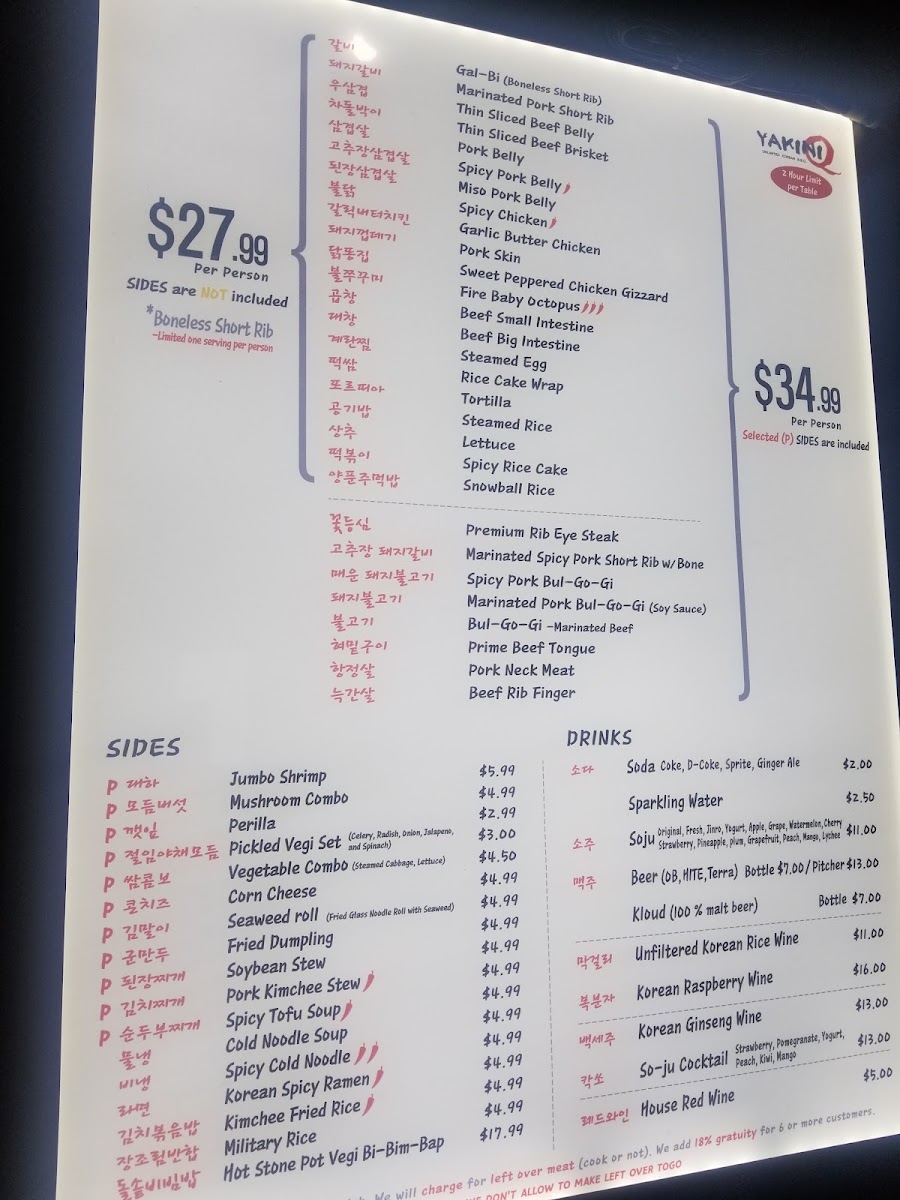 갈비 Gal-Bi (Boneless Short Rib)
돼지갈비 Marinated Pork Short Rib
우삼겹 Thin Sliced Beef Belly
차돌박이 Thin Sliced Beef Brisket
삼겹살 Pork Belly
고추장삼겹살 Spicy Pork Belly
된장삼겹살 Miso Pork Belly
불닭 Spicy Chicken
갈릭버터치킨 Garlic Butter Chicken
돼지껍데기 Pork Skin
닭똥집 Sweet Peppered Chicken Gizzard
불쭈꾸미 Fire Baby Octopus
곱창 Beef Small Intestine
대창 Beef Big Intestine
계란찜 Steamed Egg
떡쌈 Rice Cake Wrap
또르띠아 Tortilla
공기밥 Steamed Rice
상추 Lettuce
떡볶이 Spicy Rice Cake
양푼주먹밥 Snowball Rice
$27.99
Per Person
SIDES are NOT included
*Boneless Short Rib
-Limited one serving per person
YAKINIQ
UNLIMITED KOREAN B.B.Q.
2 Hour Limit
per Table
$34.99
Per Person
Selected (P) SIDES are included
꽃등심 Premium Rib Eye Steak
고추장 돼지갈비 Marinated Spicy Pork Short Rib w/Bone
매운 돼지불고기 Spicy Pork Bul-Go-Gi
돼지불고기 Marinated Pork Bul-Go-Gi (Soy Sauce)
불고기 Bul-Go-Gi -Marinated Beef
혀밑구이 Prime Beef Tongue
항정살 Pork Neck Meat
늑간살 Beef Rib Finger
SIDES
P 대하 Jumbo Shrimp $5.99
P 모듬버섯 Mushroom Combo $4.99
P 깻잎 Perilla $2.99
P 절임야채모듬 Pickled Vegi Set (Celery, Radish, Onion, Jalapeno, and Spinach) $3.00
P 쌈콤보 Vegetable Combo (Steamed Cabbage, Lettuce) $4.50
P 콘치즈 Corn Cheese $4.99
P 김말이 Seaweed roll (Fried Glass Noodle Roll with Seaweed) $4.99
P 군만두 Fried Dumpling $4.99
P 된장찌개 Soybean Stew $4.99
P 김치찌개 Pork Kimchee Stew $4.99
P 순두부찌개 Spicy Tofu Soup $4.99
물냉 Cold Noodle Soup $4.99
비냉 Spicy Cold Noodle $4.99
라면 Korean Spicy Ramen $4.99
김치볶음밥 Kimchee Fried Rice $4.99
장조림반합 Military Rice $4.99
돌솥비빔밥 Hot Stone Pot Vegi Bi-Bim-Bap $17.99
DRINKS
소다 Soda Coke, D-Coke, Sprite, Ginger Ale $2.00
Sparkling Water $2.50
소주 Soju Original, Fresh, Jinro, Yogurt, Apple, Grape, Watermelon, Cherry Strawberry, Pineapple, plum, Grapefruit, Peach, Mango, Lychee $11.00
맥주 Beer (OB, HITE, Terra) Bottle $7.00 / Pitcher $13.00
Kloud (100 % malt beer) Bottle $7.00
막걸리 Unfiltered Korean Rice Wine $11.00
복분자 Korean Raspberry Wine $16.00
백세주 Korean Ginseng Wine $13.00
칵쏘 So-ju Cocktail Strawberry, Pomegranate, Yogurt, Peach, Kiwi, Mango $13.00
레드와인 House Red Wine $5.00
We will charge for left over meat (cook or not). We add 18% gratuity for 6 or more customers.
DON'T ALLOW TO MAKE LEFT OVER TOGO